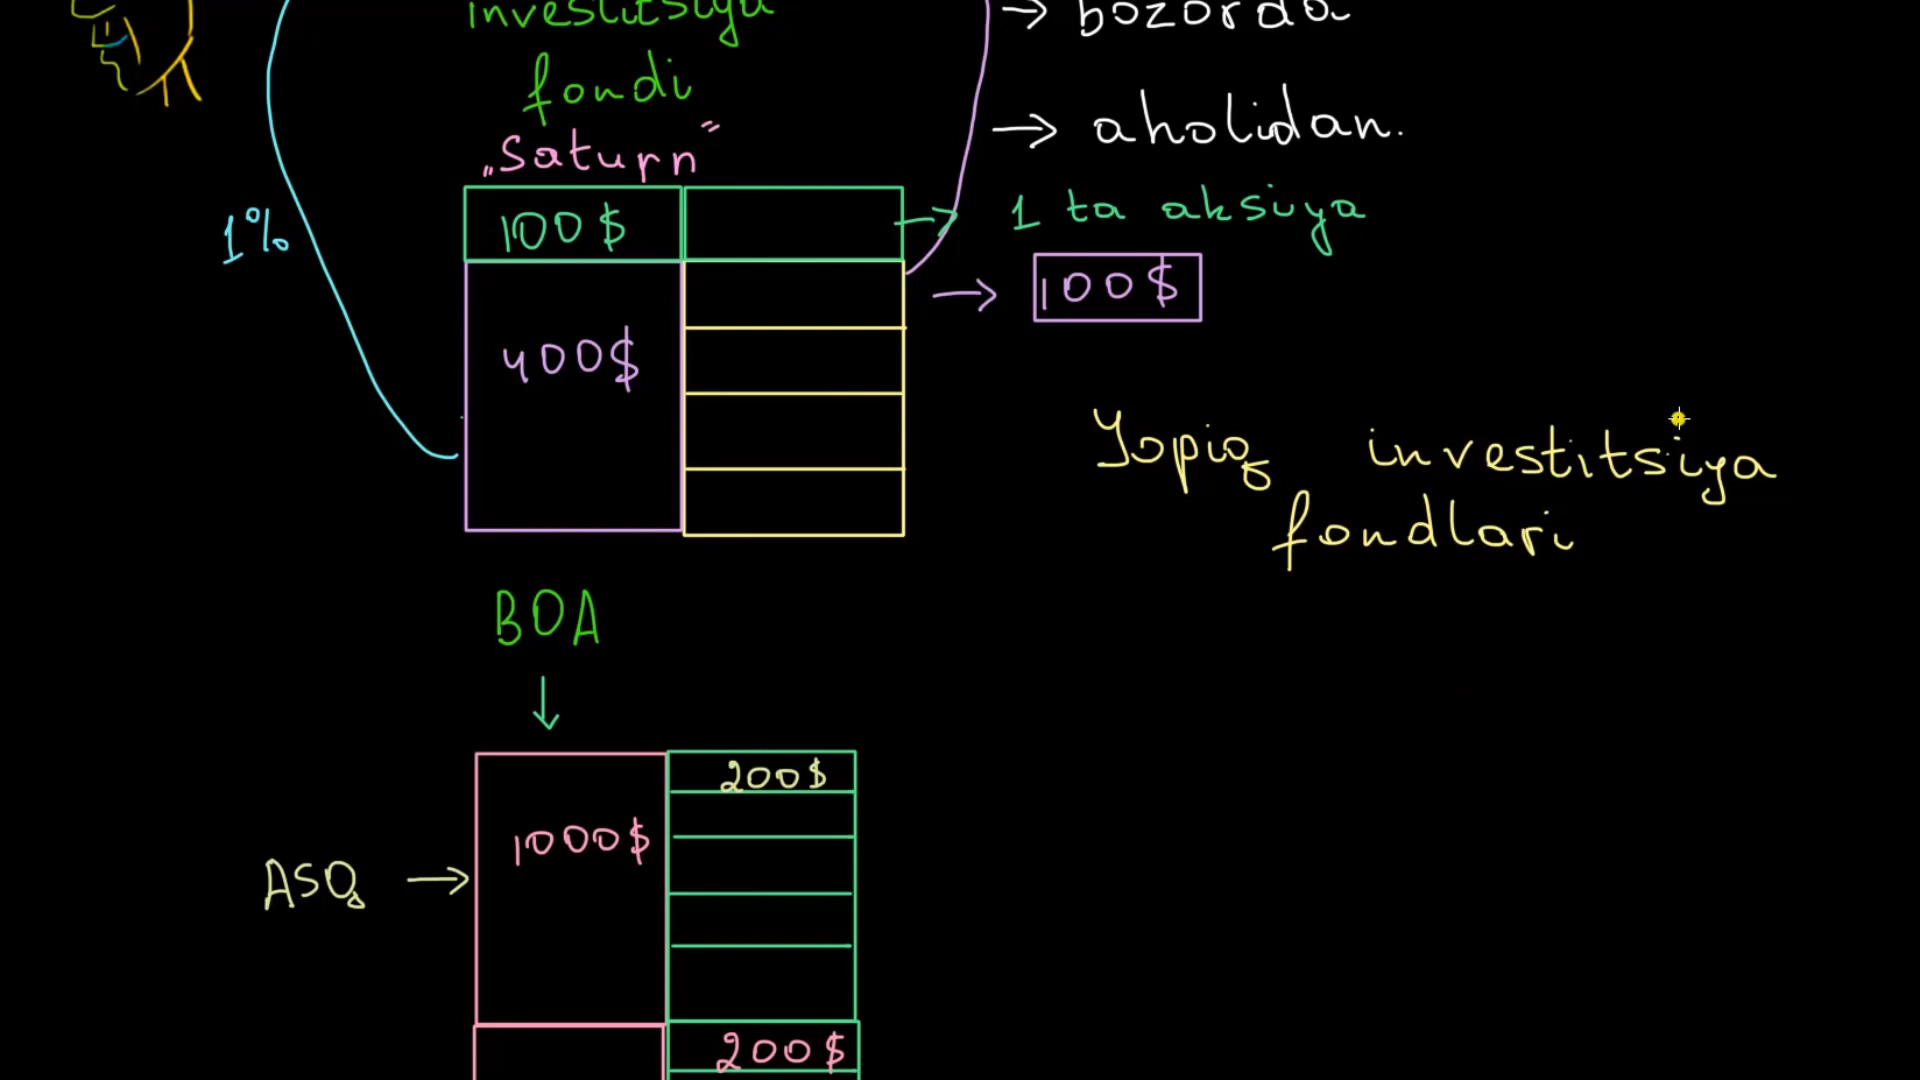 investitsiya
fondi
„Saturn"
→ bozorda
→ aholidan.
1%
100$
→ 1 ta aksiya
→ 100$
400$
Yopiq investitsiya
fondlari
BOA
200$
1000$
ASQ →
200$